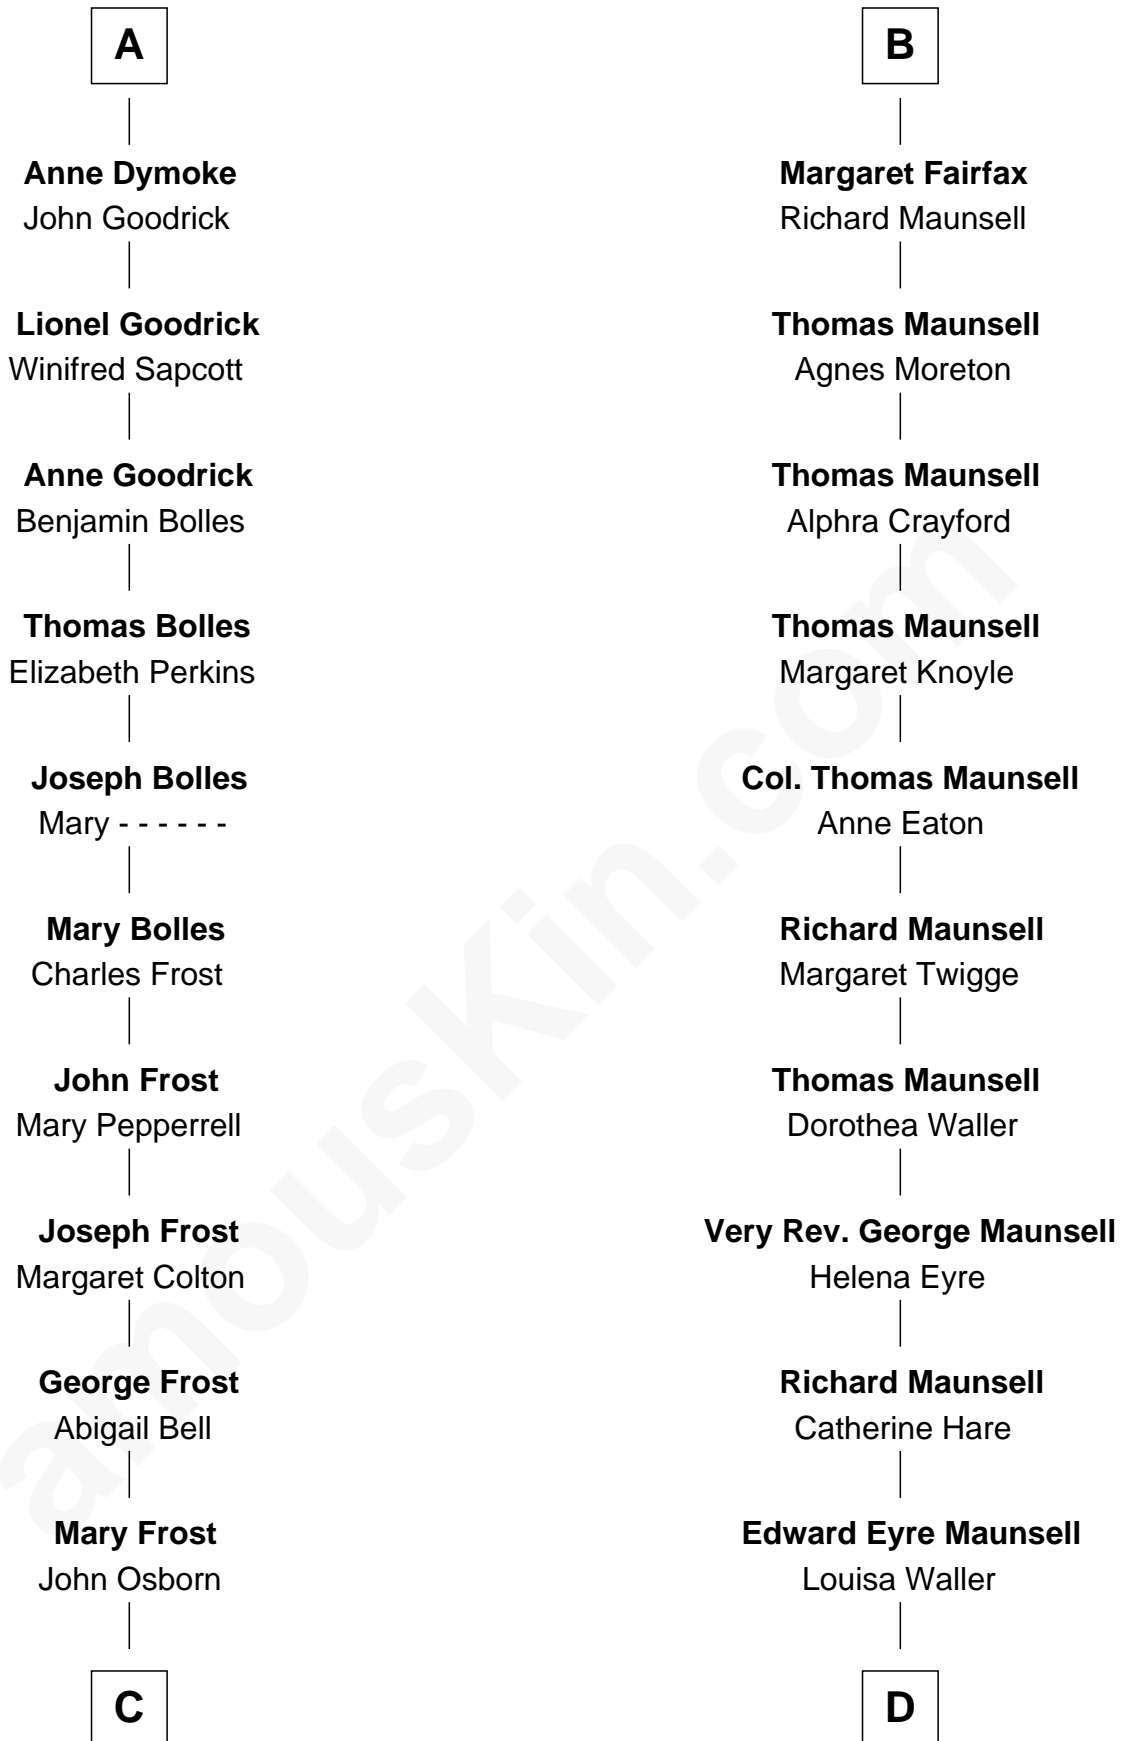 A
Anne Dymoke
John Goodrick
Lionel Goodrick
Winifred Sapcott
Anne Goodrick
Benjamin Bolles
Thomas Bolles
Elizabeth Perkins
Joseph Bolles
Mary - - - - - -
Mary Bolles
Charles Frost
John Frost
Mary Pepperrell
Joseph Frost
Margaret Colton
George Frost
Abigail Bell
Mary Frost
John Osborn
C
B
Margaret Fairfax
Richard Maunsell
Thomas Maunsell
Agnes Moreton
Thomas Maunsell
Alphra Crayford
Thomas Maunsell
Margaret Knoyle
Col. Thomas Maunsell
Anne Eaton
Richard Maunsell
Margaret Twigge
Thomas Maunsell
Dorothea Waller
Very Rev. George Maunsell
Helena Eyre
Richard Maunsell
Catherine Hare
Edward Eyre Maunsell
Louisa Waller
D
amousKin.com